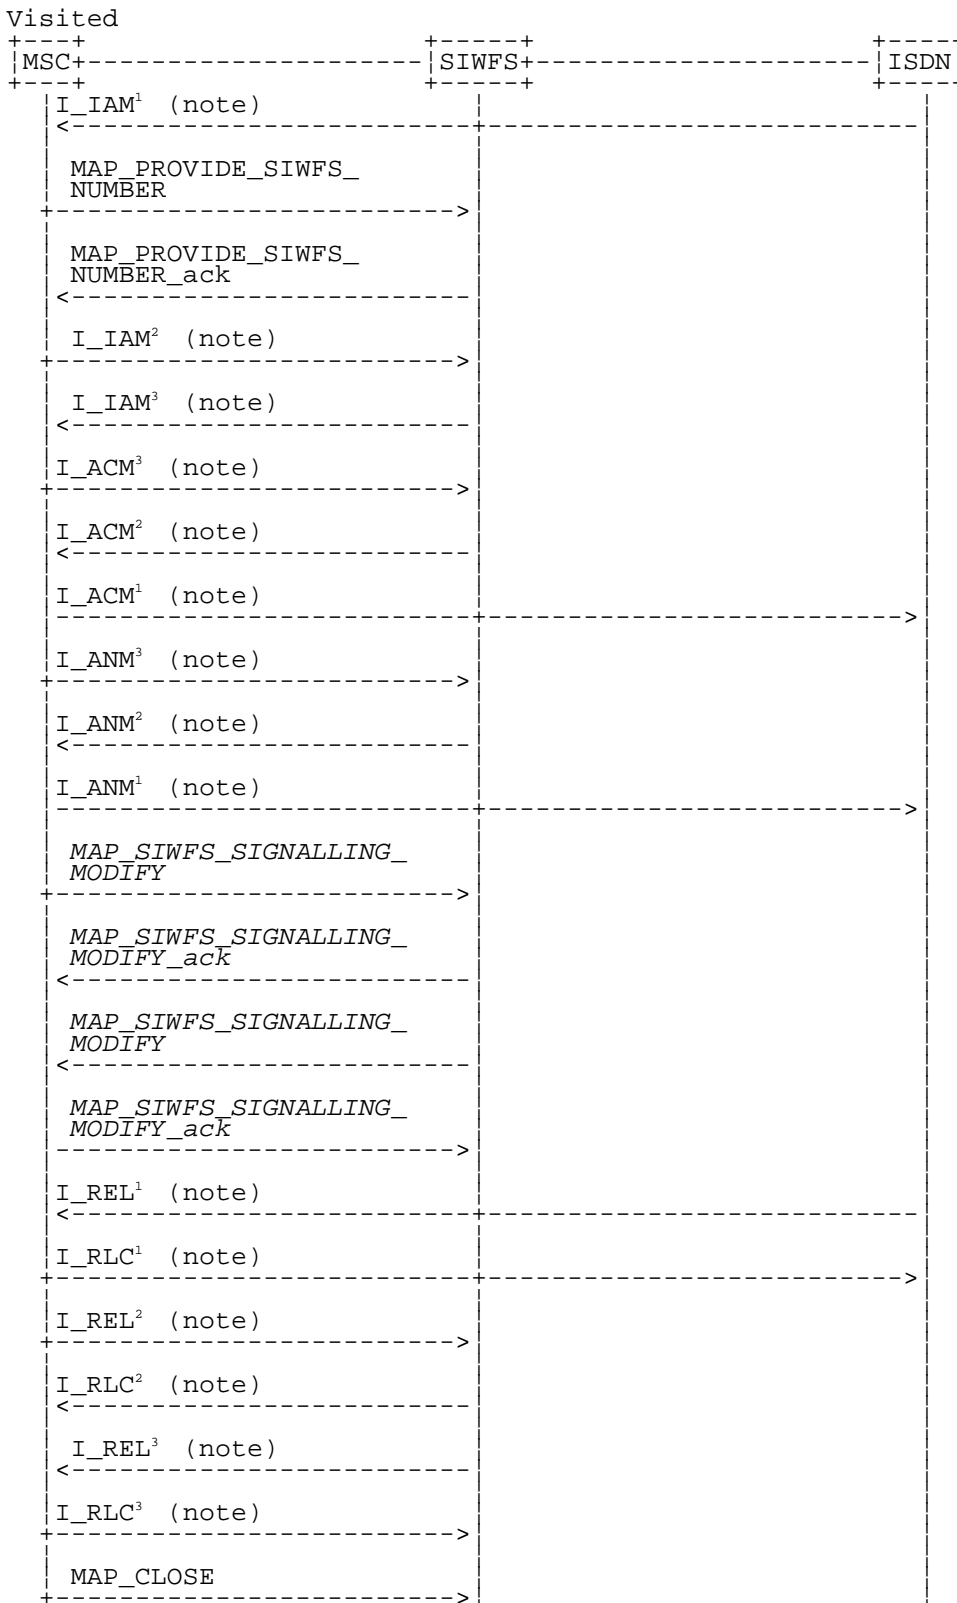 Visited
MSC SIWFS ISDN
I_IAM¹ (note)
MAP_PROVIDE_SIWFS_
NUMBER
MAP_PROVIDE_SIWFS_
NUMBER_ack
I_IAM² (note)
I_IAM³ (note)
I_ACM³ (note)
I_ACM² (note)
I_ACM¹ (note)
I_ANM³ (note)
I_ANM² (note)
I_ANM¹ (note)
MAP_SIWFS_SIGNALLING_
MODIFY
MAP_SIWFS_SIGNALLING_
MODIFY_ack
MAP_SIWFS_SIGNALLING_
MODIFY
MAP_SIWFS_SIGNALLING_
MODIFY_ack
I_REL¹ (note)
I_RLC¹ (note)
I_REL² (note)
I_RLC² (note)
I_REL³ (note)
I_RLC³ (note)
MAP_CLOSE